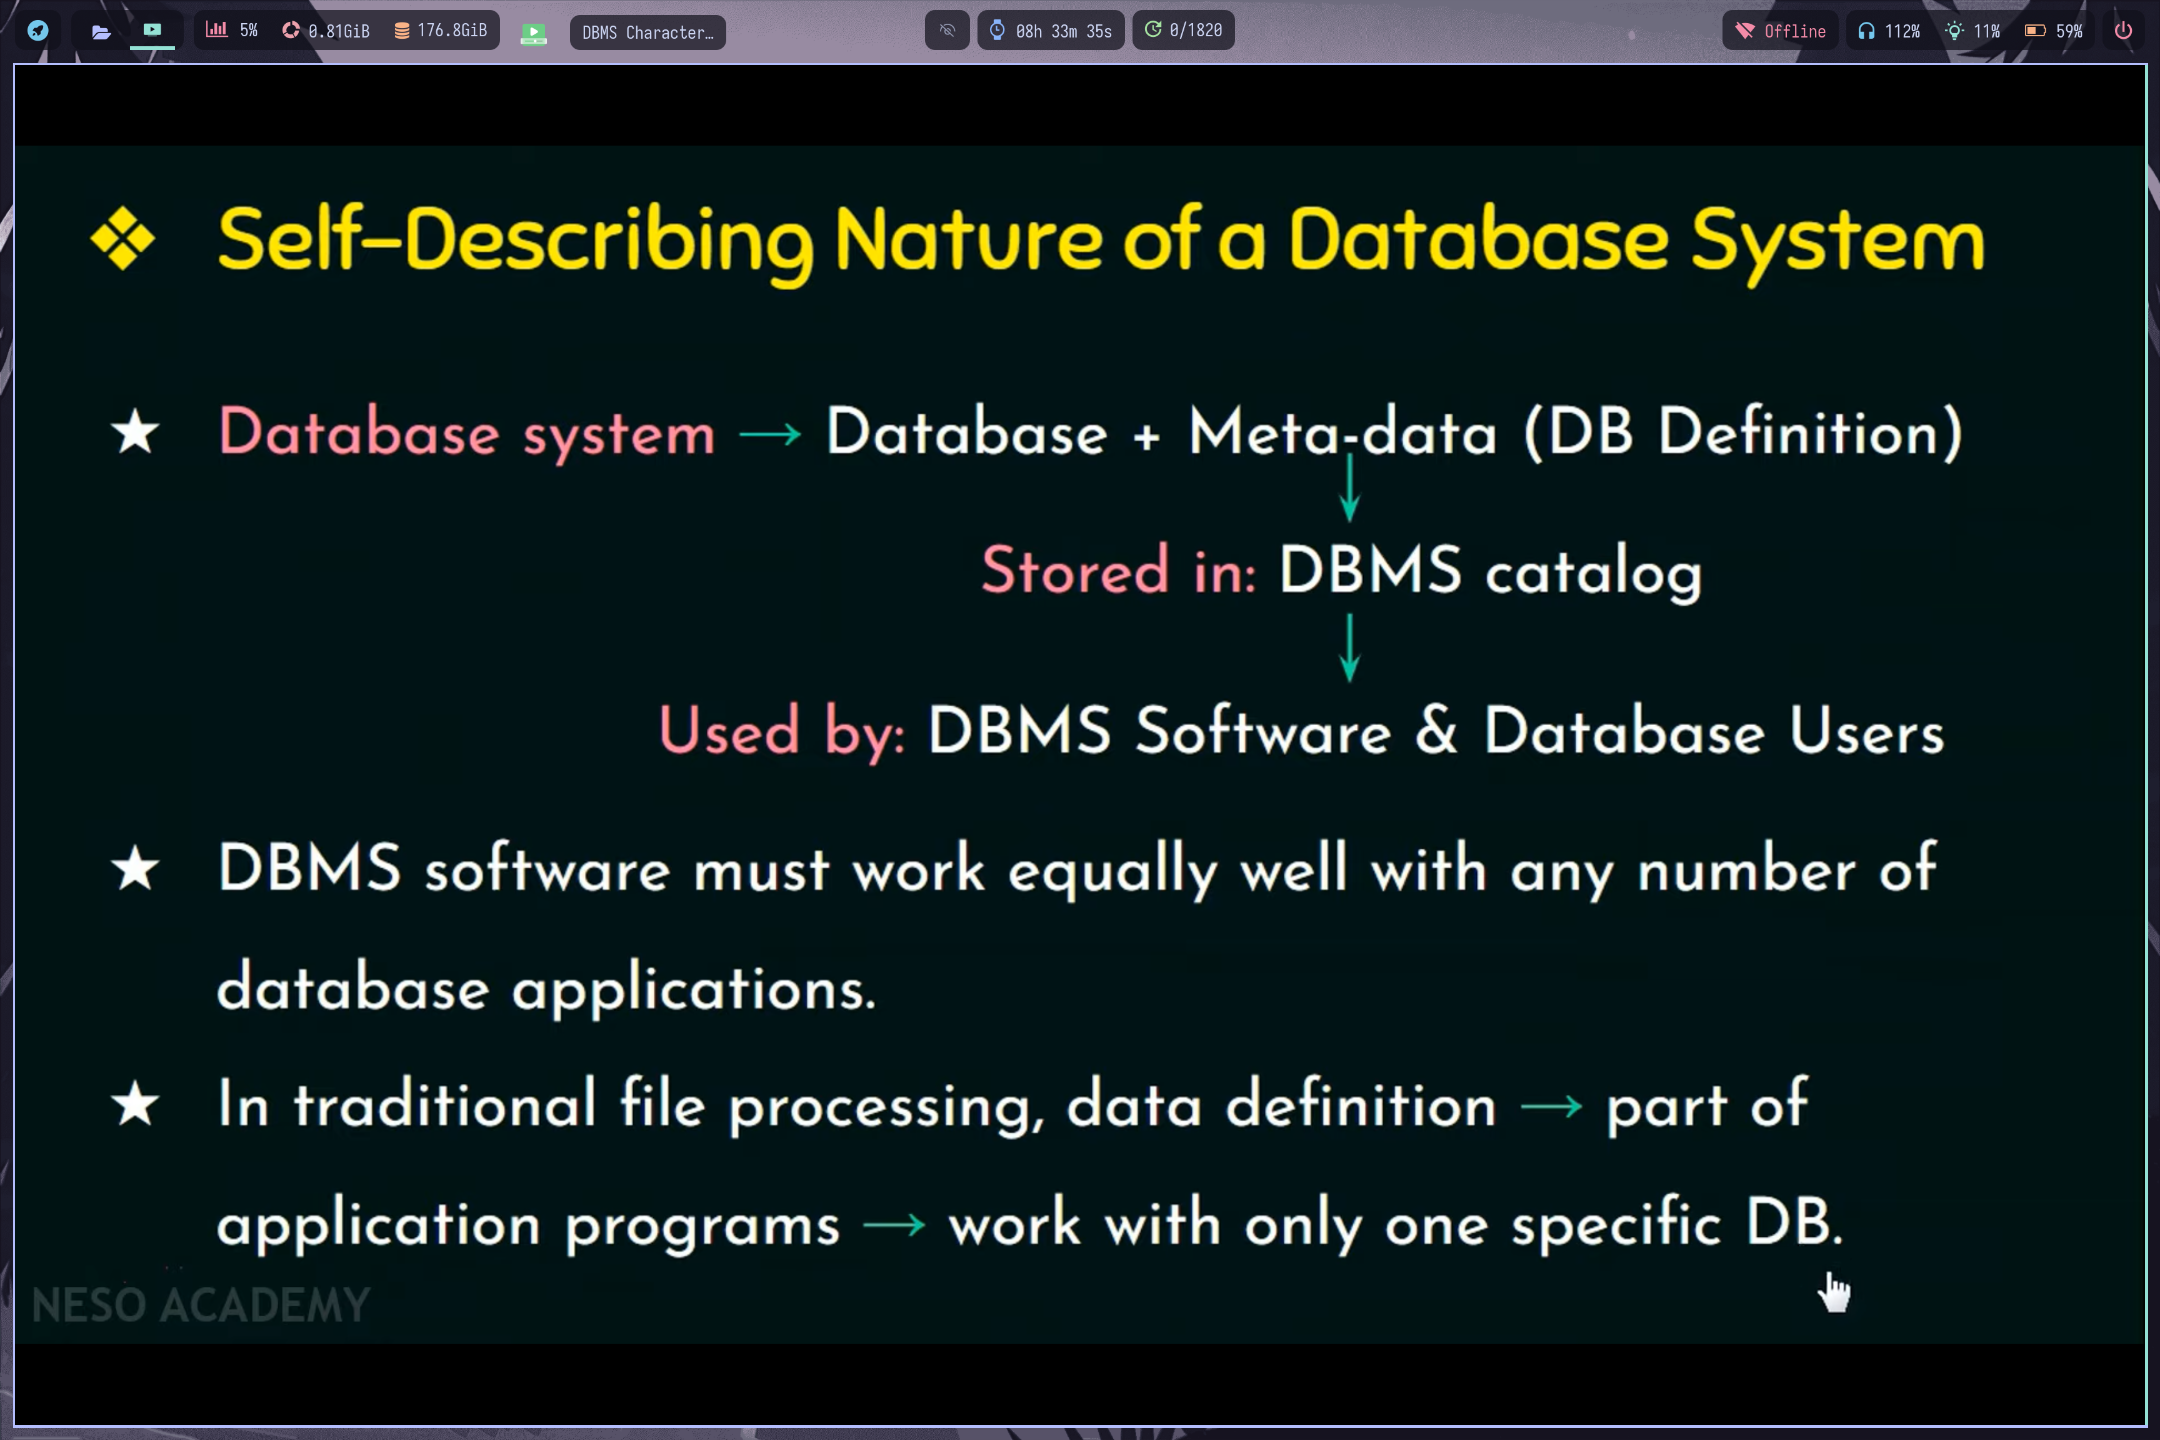 5% 0.81GiB 176.8GiB DBMS Character… 08h 33m 35s 0/1820 Offline 112% 11% 59%
❖ Self-Describing Nature of a Database System
★ Database system → Database + Meta-data (DB Definition)
↓
Stored in: DBMS catalog
↓
Used by: DBMS Software & Database Users
★ DBMS software must work equally well with any number of
database applications.
★ In traditional file processing, data definition → part of
application programs → work with only one specific DB.
NESO ACADEMY